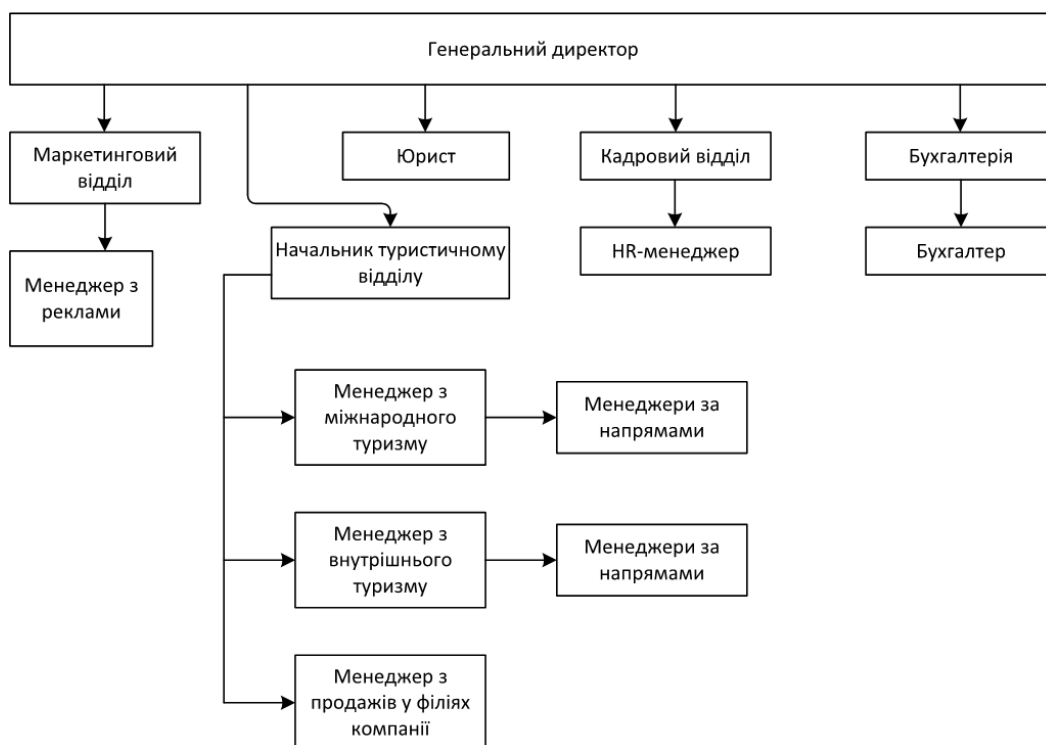 Генеральний директор
Маркетинговий
відділ
Юрист
Кадровий відділ
Бухгалтерія
Менеджер з
реклами
Начальник туристичному
відділу
HR-менеджер
Бухгалтер
Менеджер з
міжнародного
туризму
Менеджери за
напрямами
Менеджер з
внутрішнього
туризму
Менеджери за
напрямами
Менеджер з
продажів у філіях
компанії